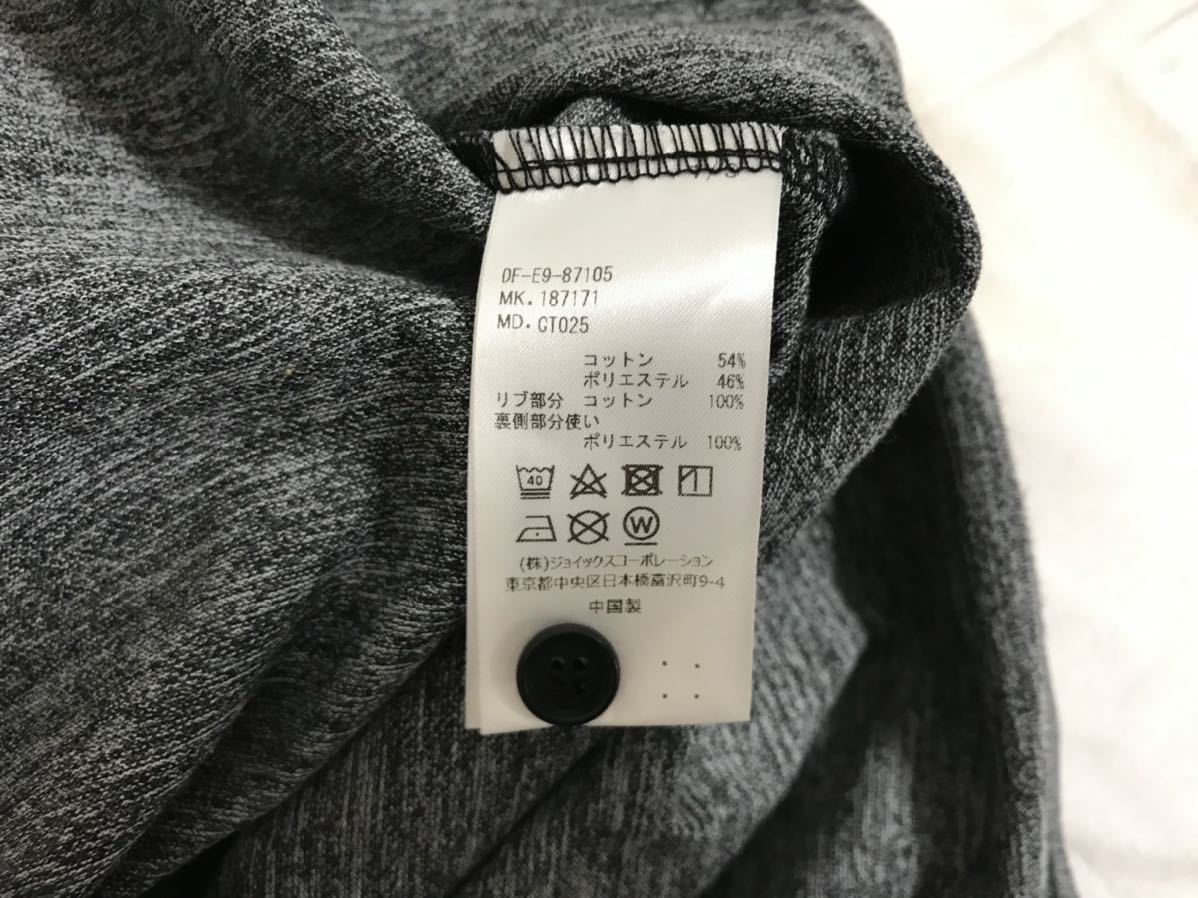 DF-E9-87105
MK. 187171
MD. CT025
コットン 54%
ポリエステル 46%
リブ部分 コットン 100%
裏側部分使い
ポリエステル 100%
40
W
(株)ジョイックスコーポレーション
東京都中央区日本橋富沢町9-4
中国製